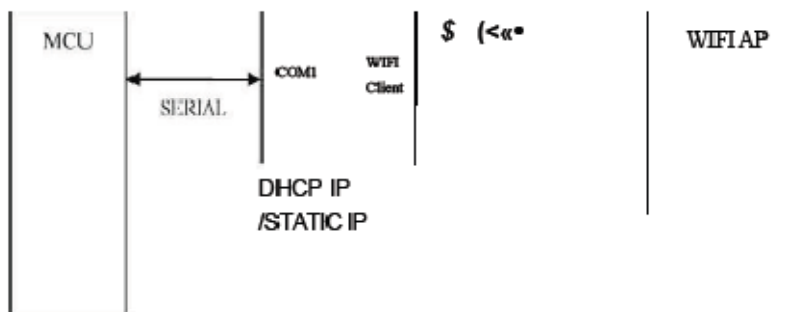 MCU
SERIAL
COM1
WIFI
Client
$ (<«•
WIFI AP
DHCP IP
/STATIC IP